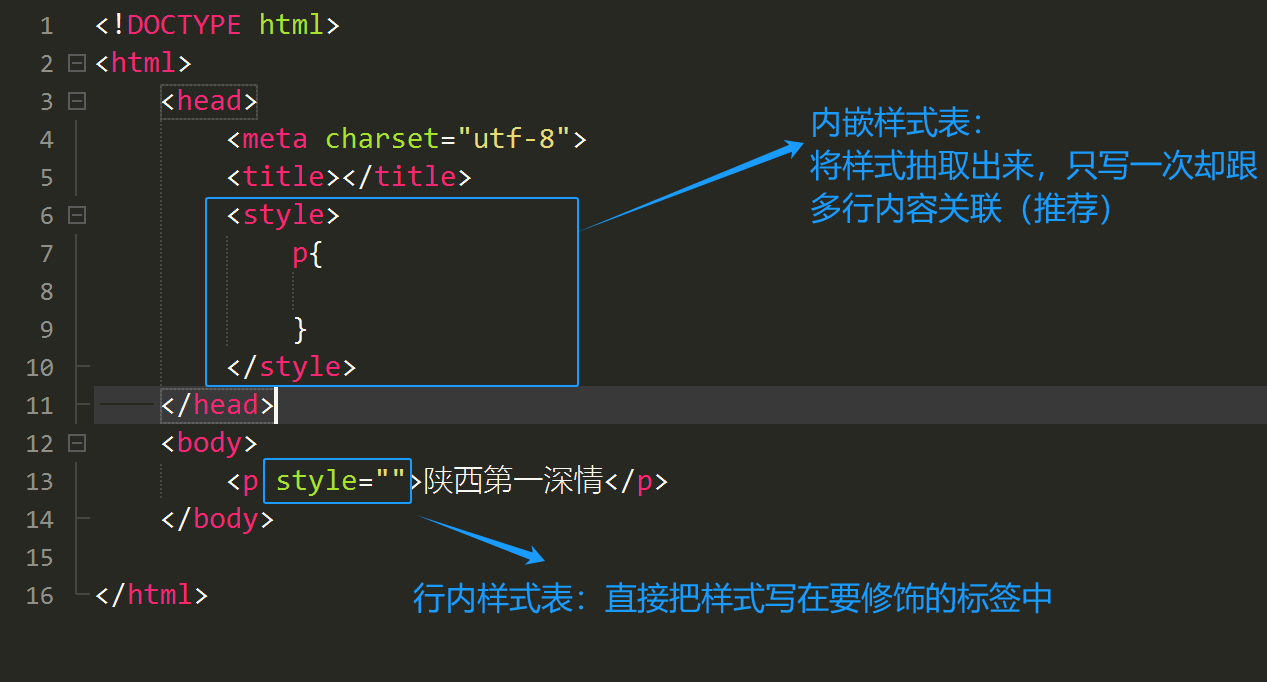 1 <!DOCTYPE html>
2 <html>
3 <head>
4 <meta charset="utf-8">
5 <title></title>
6 <style>
7 p{
8
9 }
10 </style>
11 </head>
12 <body>
13 <p style="">陕西第一深情</p>
14 </body>
15
16 </html>
内嵌样式表：
将样式抽取出来，只写一次却跟
多行内容关联（推荐）
行内样式表：直接把样式写在要修饰的标签中